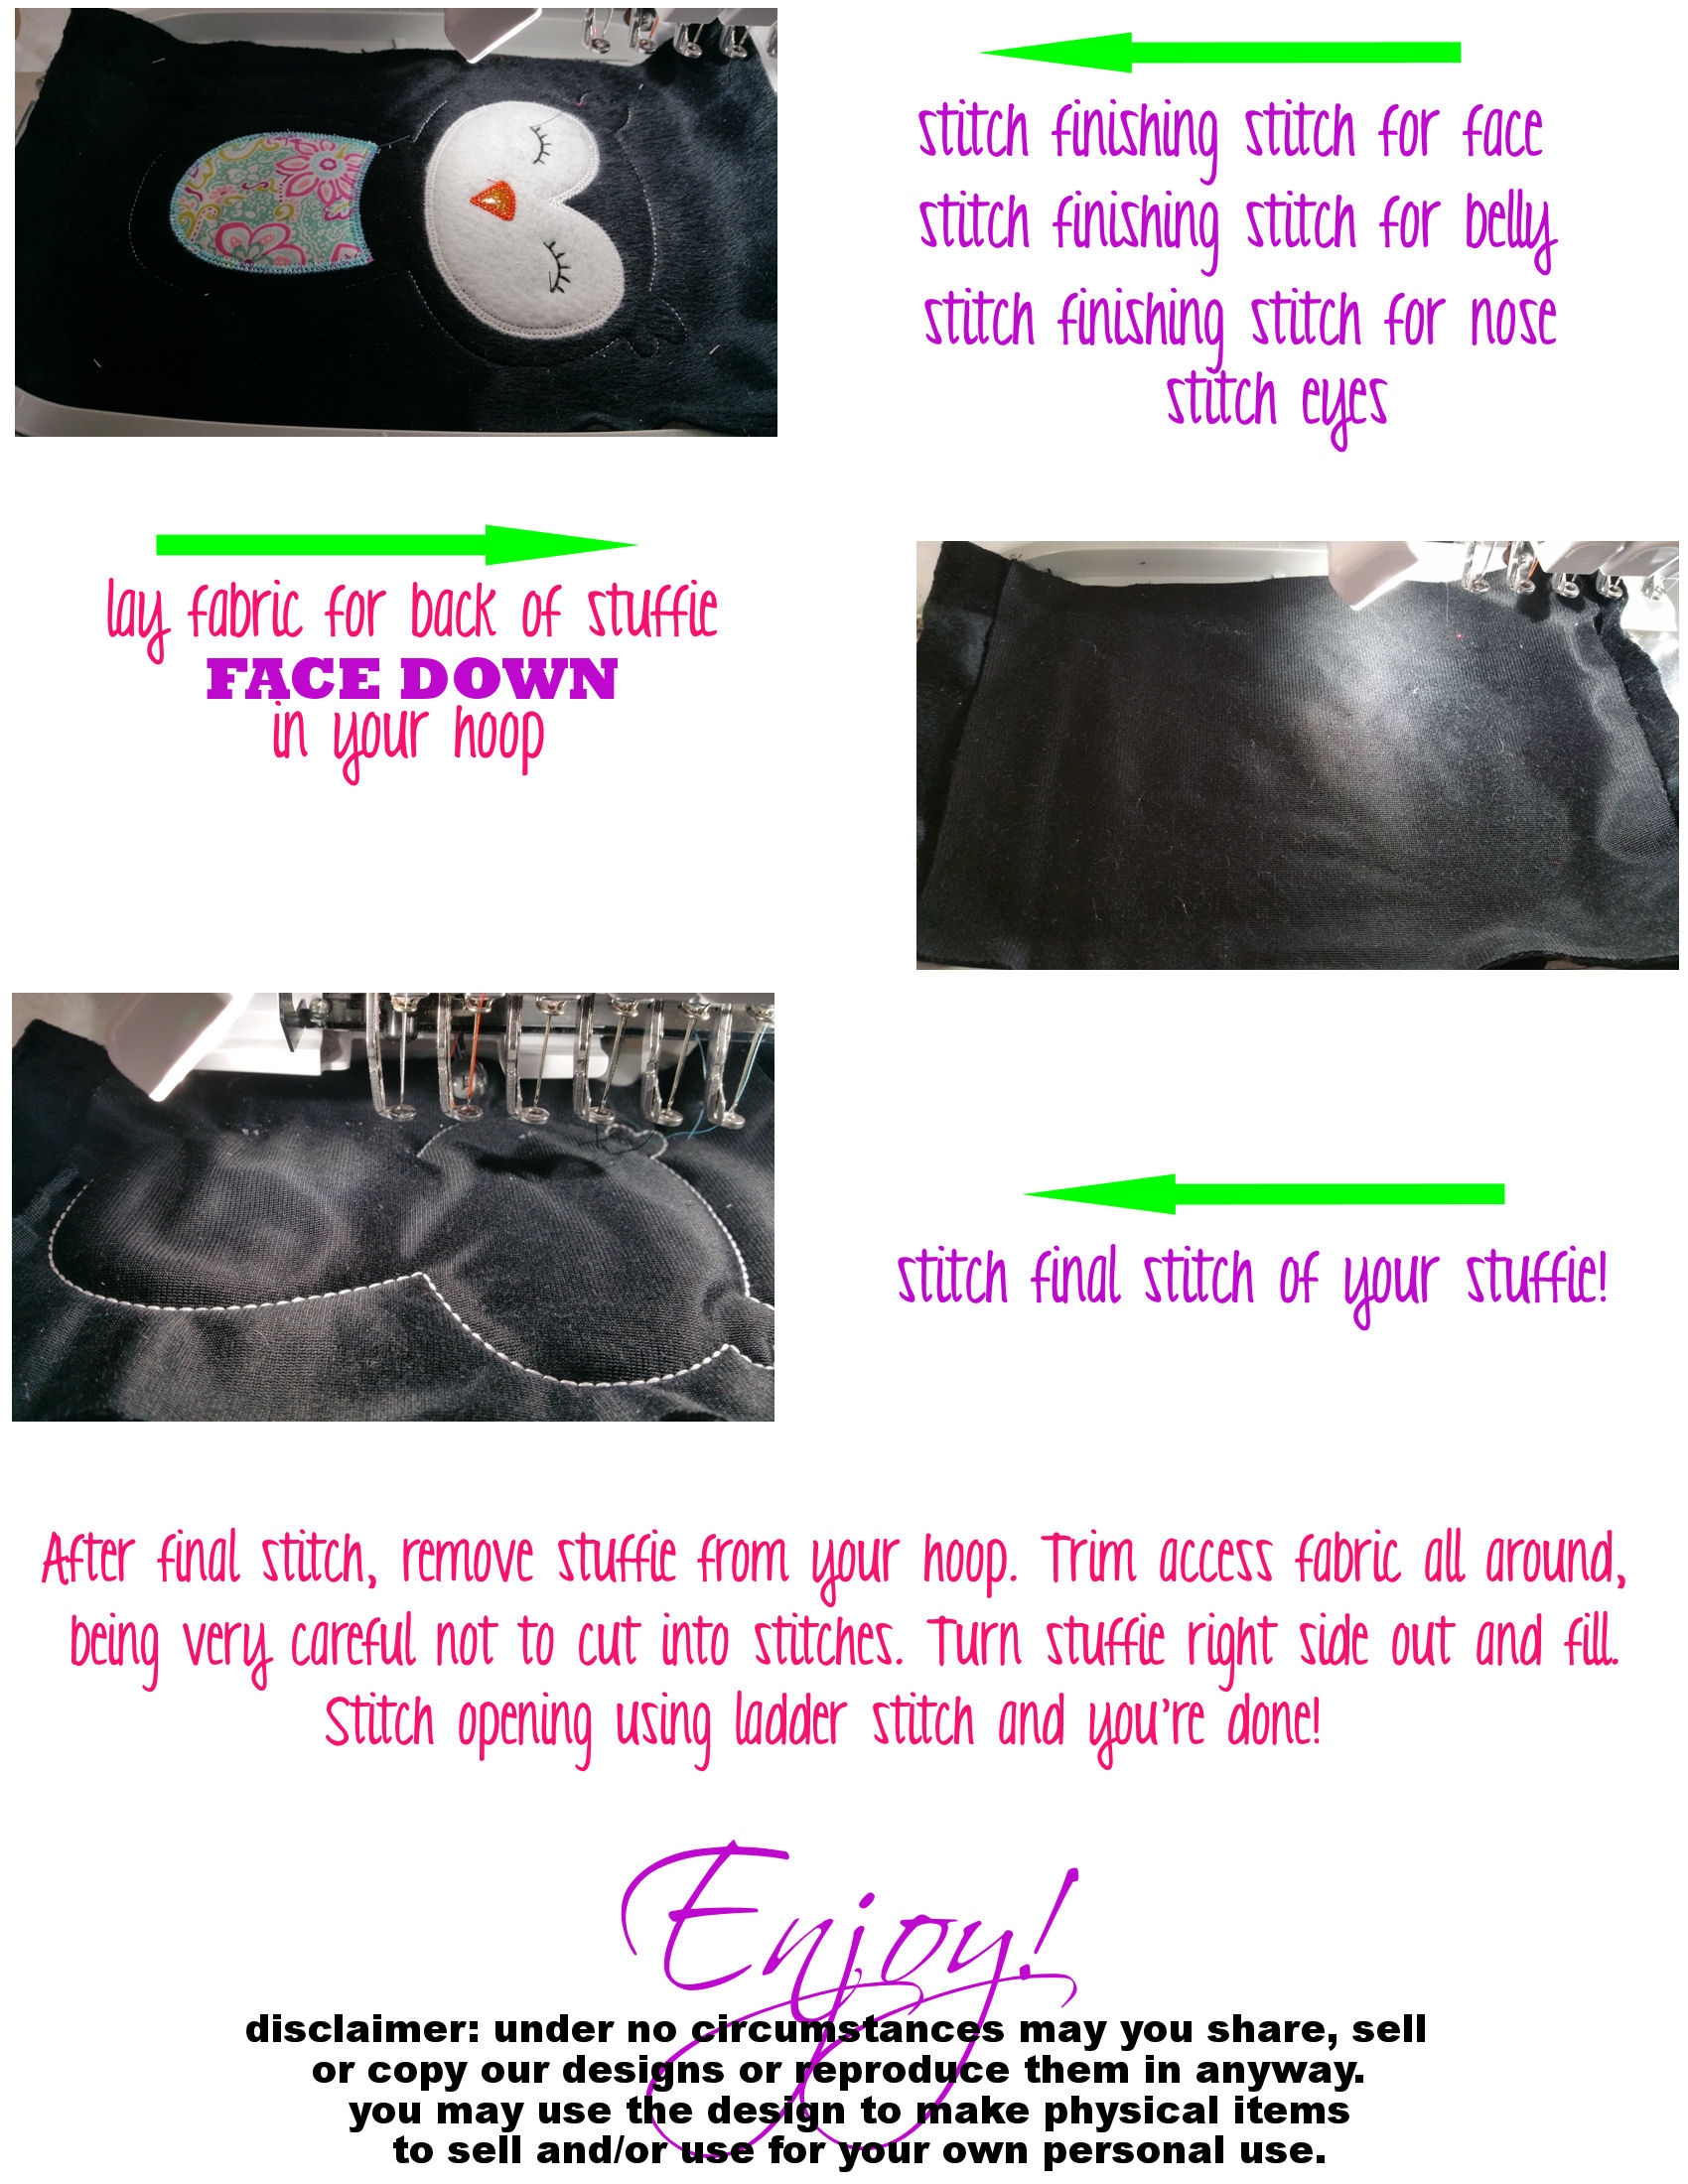 stitch finishing stitch for face
stitch finishing stitch for belly
stitch finishing stitch for nose
stitch eyes
lay fabric for back of stuffie
FACE DOWN
in your hoop
stitch final stitch of your stuffie!
After final stitch, remove stuffie from your hoop. Trim access fabric all around,
being very careful not to cut into stitches. Turn stuffie right side out and fill.
Stitch opening using ladder stitch and you're done!
Enjoy!
disclaimer: under no circumstances may you share, sell
or copy our designs or reproduce them in anyway.
you may use the design to make physical items
to sell and/or use for your own personal use.